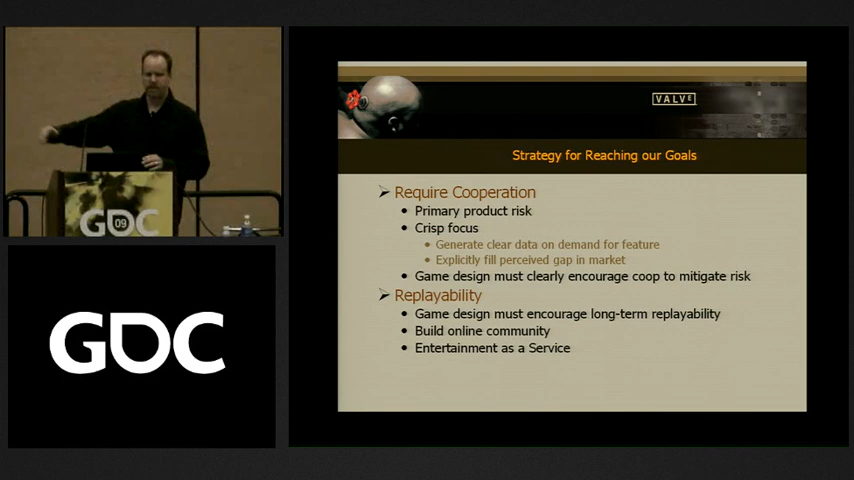 GDC 09
GDC
VALVE
Strategy for Reaching our Goals
➢ Require Cooperation
• Primary product risk
• Crisp focus
• Generate clear data on demand for feature
• Explicitly fill perceived gap in market
• Game design must clearly encourage coop to mitigate risk
➢ Replayability
• Game design must encourage long-term replayability
• Build online community
• Entertainment as a Service